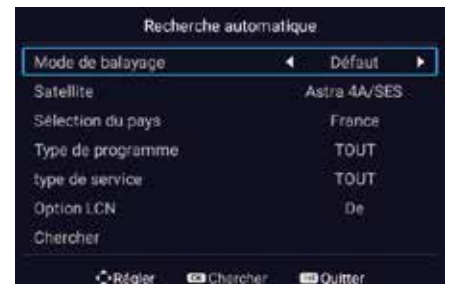 Recherche automatique
Mode de balayage Défaut
Satellite Astra 4A/SES
Sélection du pays France
Type de programme TOUT
type de service TOUT
Option LCN De
Chercher
Régler Chercher Quitter